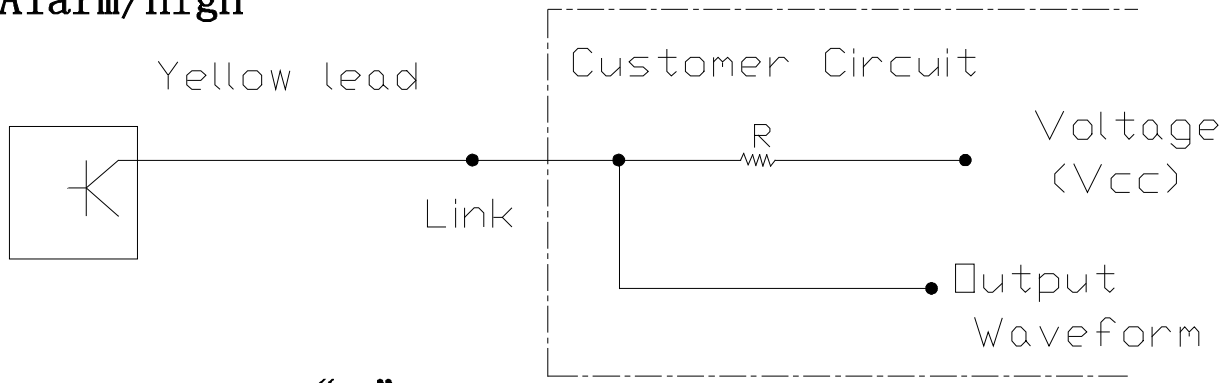 Alarm/High
Yellow lead
Customer Circuit
R
Voltage
(Vcc)
Link
Output
Waveform